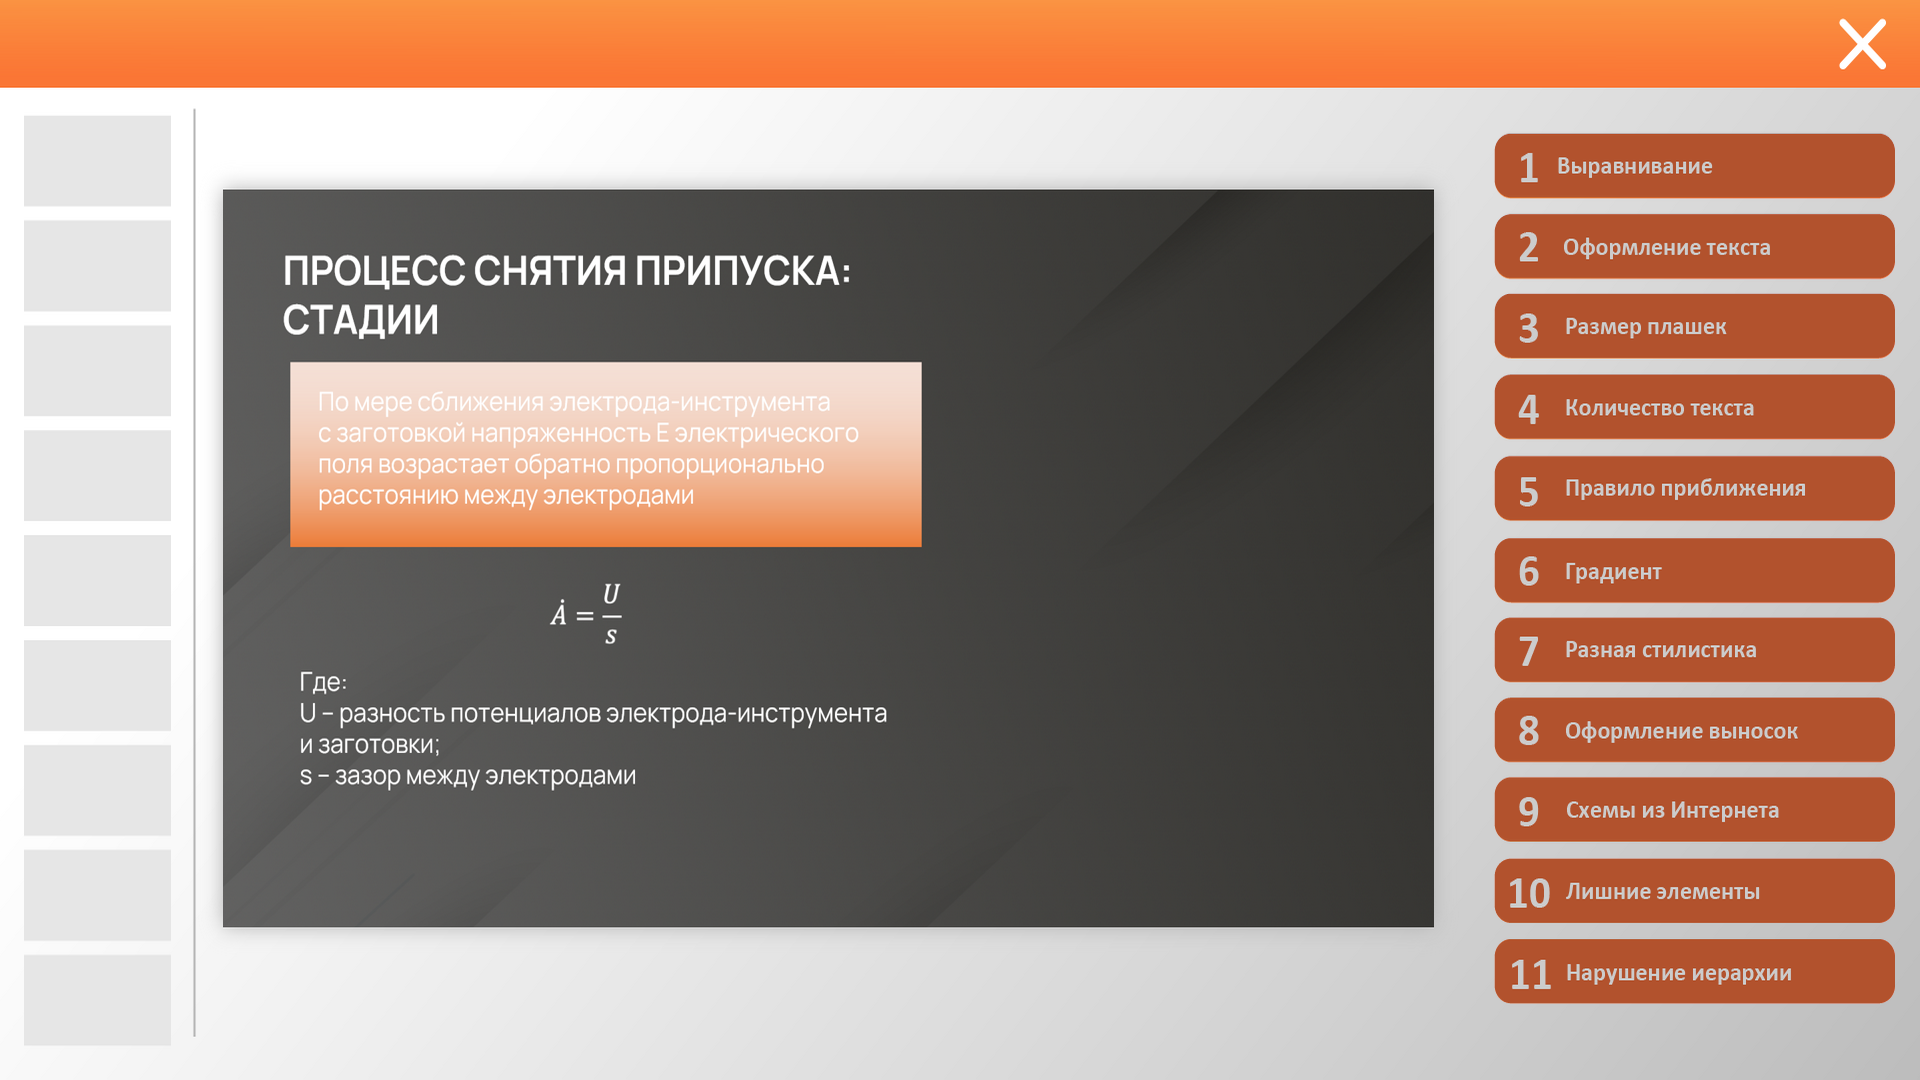 ПРОЦЕСС СНЯТИЯ ПРИПУСКА:
СТАДИИ
По мере сближения электрода-инструмента
с заготовкой напряженность E электрического
поля возрастает обратно пропорционально
расстоянию между электродами
Ȧ = U/s
Где:
U – разность потенциалов электрода-инструмента
и заготовки;
s – зазор между электродами
1 Выравнивание
2 Оформление текста
3 Размер плашек
4 Количество текста
5 Правило приближения
6 Градиент
7 Разная стилистика
8 Оформление выносок
9 Схемы из Интернета
10 Лишние элементы
11 Нарушение иерархии